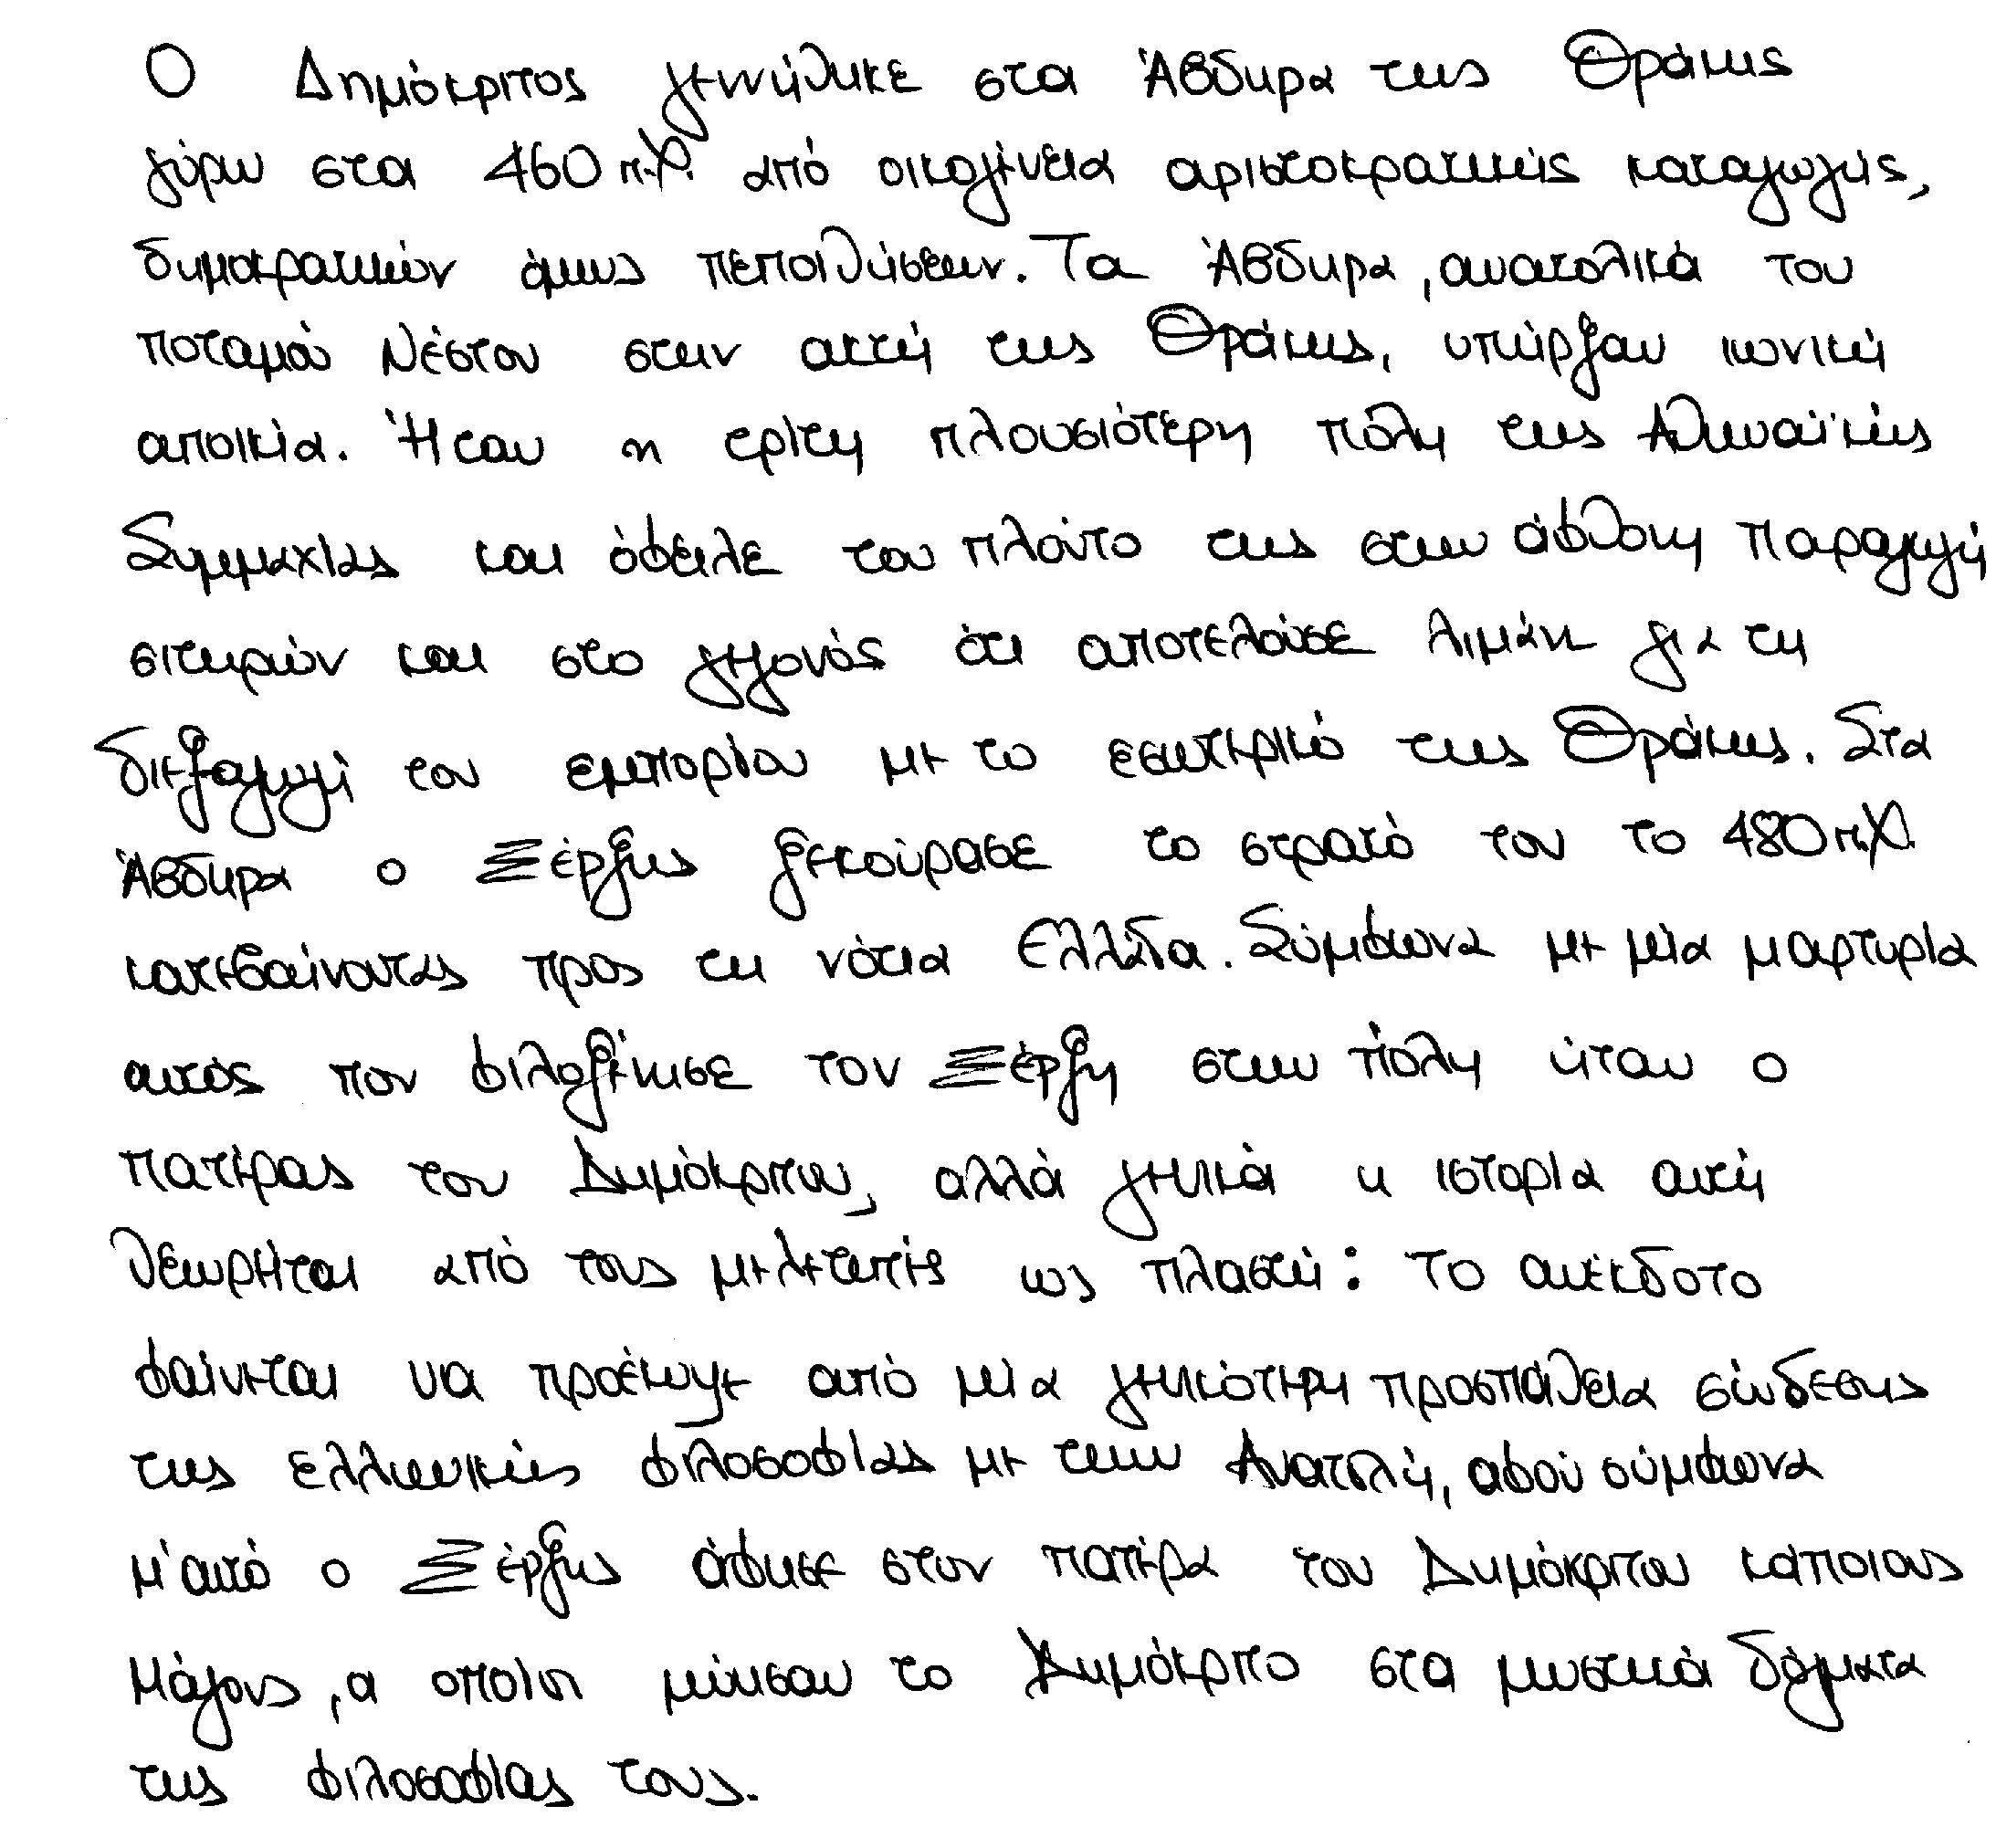 Ο Δημόκριτος γεννήθηκε στα Άβδηρα της Θράκης
γύρω στα 460 π.Χ. από οικογένεια αριστοκρατικής καταγωγής,
δημοκρατικών όμως πεποιθήσεων. Τα Άβδηρα, ανατολικά του
ποταμού Νέστου στην ακτή της Θράκης, υπήρξαν ιωνική
αποικία. Ήταν η τρίτη πλουσιότερη πόλη της Αθηναϊκής
Συμμαχίας και όφειλε τον πλούτο της στην άφθονη παραγωγή
σιτηρών και στο γεγονός ότι αποτελούσε λιμάνι για τη
διεξαγωγή του εμπορίου με το εσωτερικό της Θράκης. Στα
Άβδηρα ο Ξέρξης ξεκούρασε το στρατό του το 480 π.Χ.
κατεβαίνοντας προς τη νότια Ελλάδα. Σύμφωνα με μία μαρτυρία
αυτός που φιλοξένησε τον Ξέρξη στην πόλη ήταν ο
πατέρας του Δημόκριτου, αλλά γενικά η ιστορία αυτή
θεωρείται από τους μελετητές ως πλαστή: το ανέκδοτο
φαίνεται να προέκυψε από μία γενικότερη προσπάθεια σύνδεσης
της ελληνικής φιλοσοφίας με την Ανατολή, αφού σύμφωνα
μ' αυτό ο Ξέρξης άφησε στον πατέρα του Δημόκριτου κάποιους
Μάγους, οι οποίοι μύησαν το Δημόκριτο στα μυστικά δόγματα
της φιλοσοφίας τους.